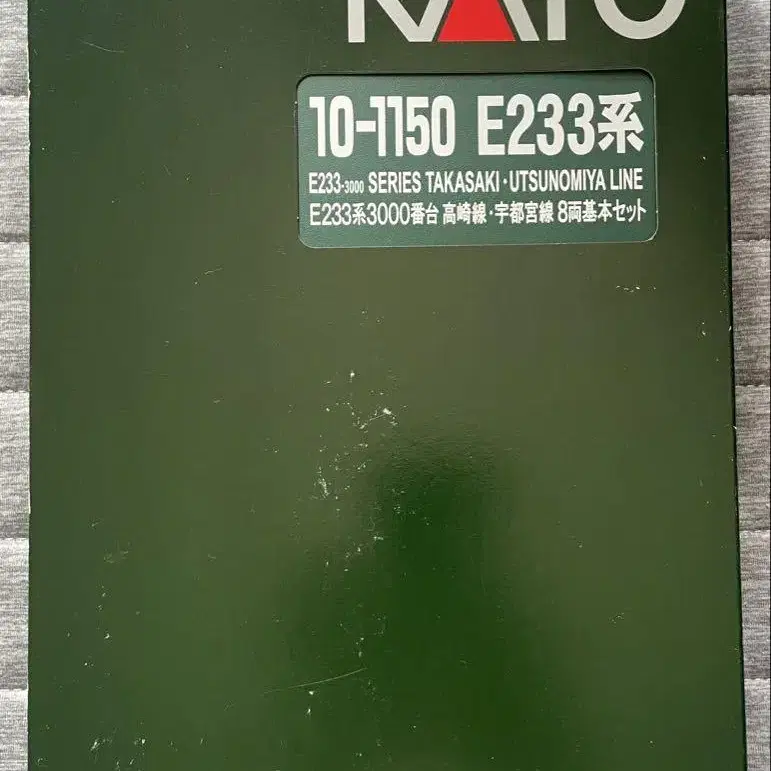 KATO
10-1150 E233系
E233-3000 SERIES TAKASAKI・UTSUNOMIYA LINE
E233系3000番台 高崎線・宇都宮線 8両基本セット